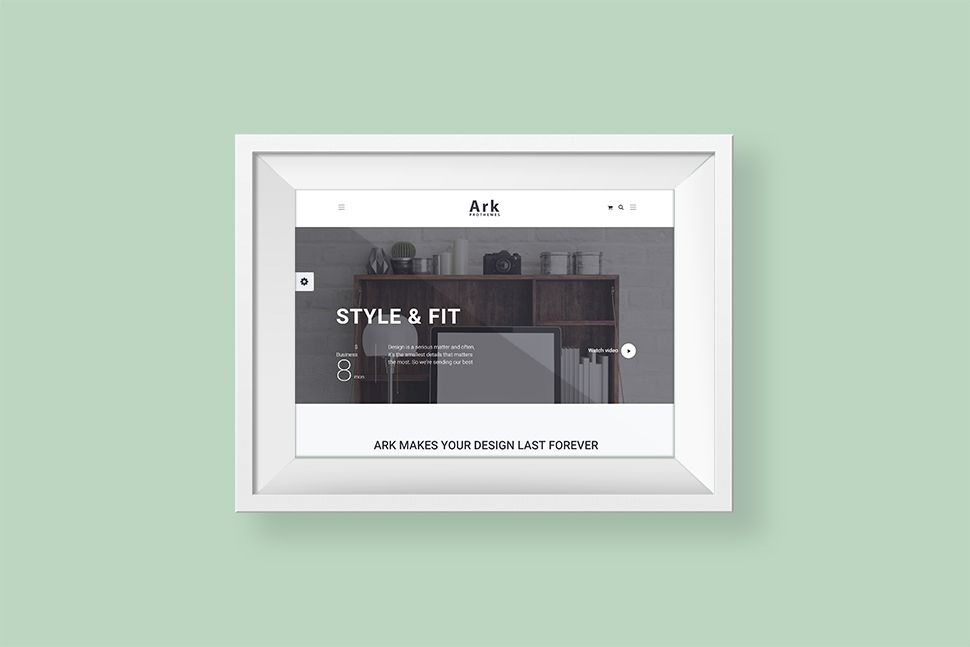 Ark
PROTHEMES
STYLE & FIT
$
Business
8 mon
Design is a serious matter and often,
it's the smallest details that matters
the most. So we're sending our best
Watch video
ARK MAKES YOUR DESIGN LAST FOREVER